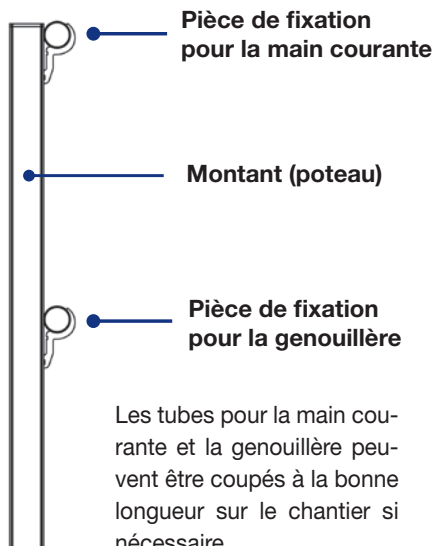 Pièce de fixation
pour la main courante
Montant (poteau)
Pièce de fixation
pour la genouillère
Les tubes pour la main cou-
rante et la genouillère peu-
vent être coupés à la bonne
longueur sur le chantier si
nécessaire